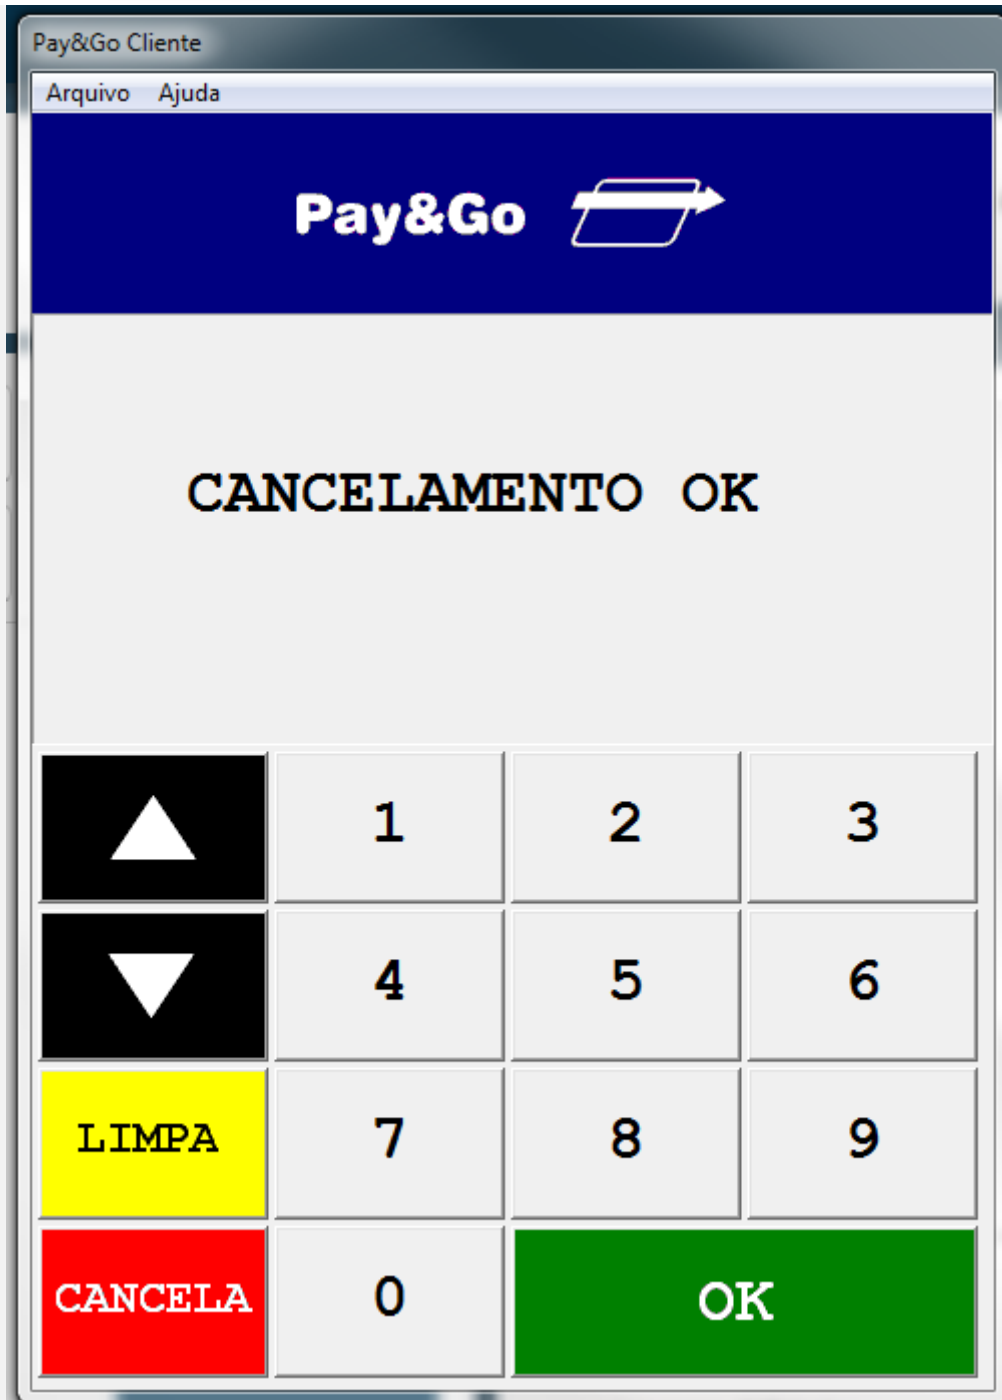 Pay&Go Cliente
Arquivo Ajuda
Pay&Go
CANCELAMENTO OK
1 2 3
4 5 6
LIMPA 7 8 9
CANCELA 0 OK